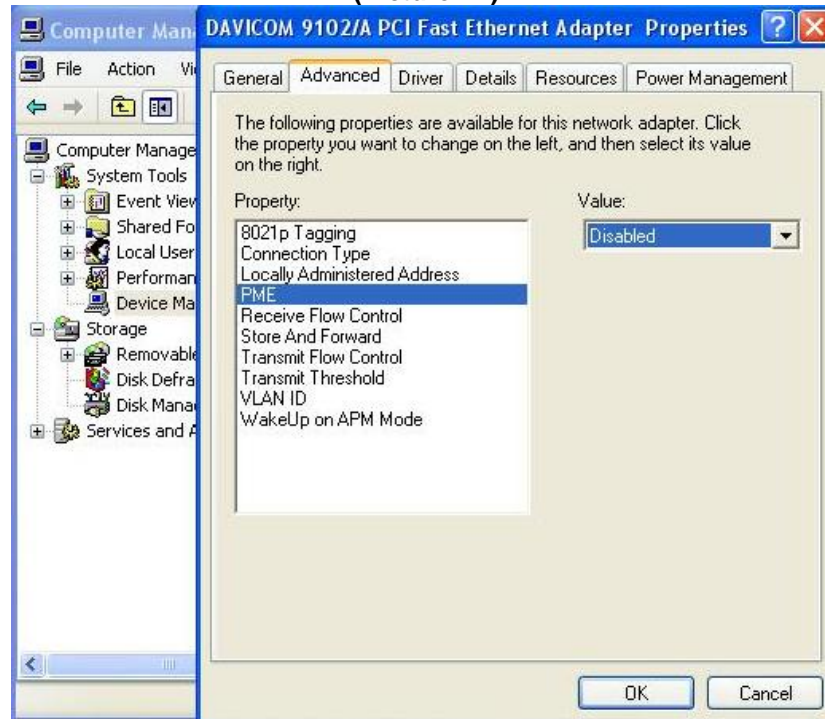 Computer Man
File Action Vi
Computer Manage
System Tools
Event View
Shared Fo
Local User
Performan
Device Ma
Storage
Removable
Disk Defra
Disk Mana
Services and A
DAVICOM 9102/A PCI Fast Ethernet Adapter Properties
General Advanced Driver Details Resources Power Management
The following properties are available for this network adapter. Click
the property you want to change on the left, and then select its value
on the right.
Property:
Value:
8021p Tagging
Connection Type
Locally Administered Address
PME
Receive Flow Control
Store And Forward
Transmit Flow Control
Transmit Threshold
VLAN ID
WakeUp on APM Mode
Disabled
OK Cancel